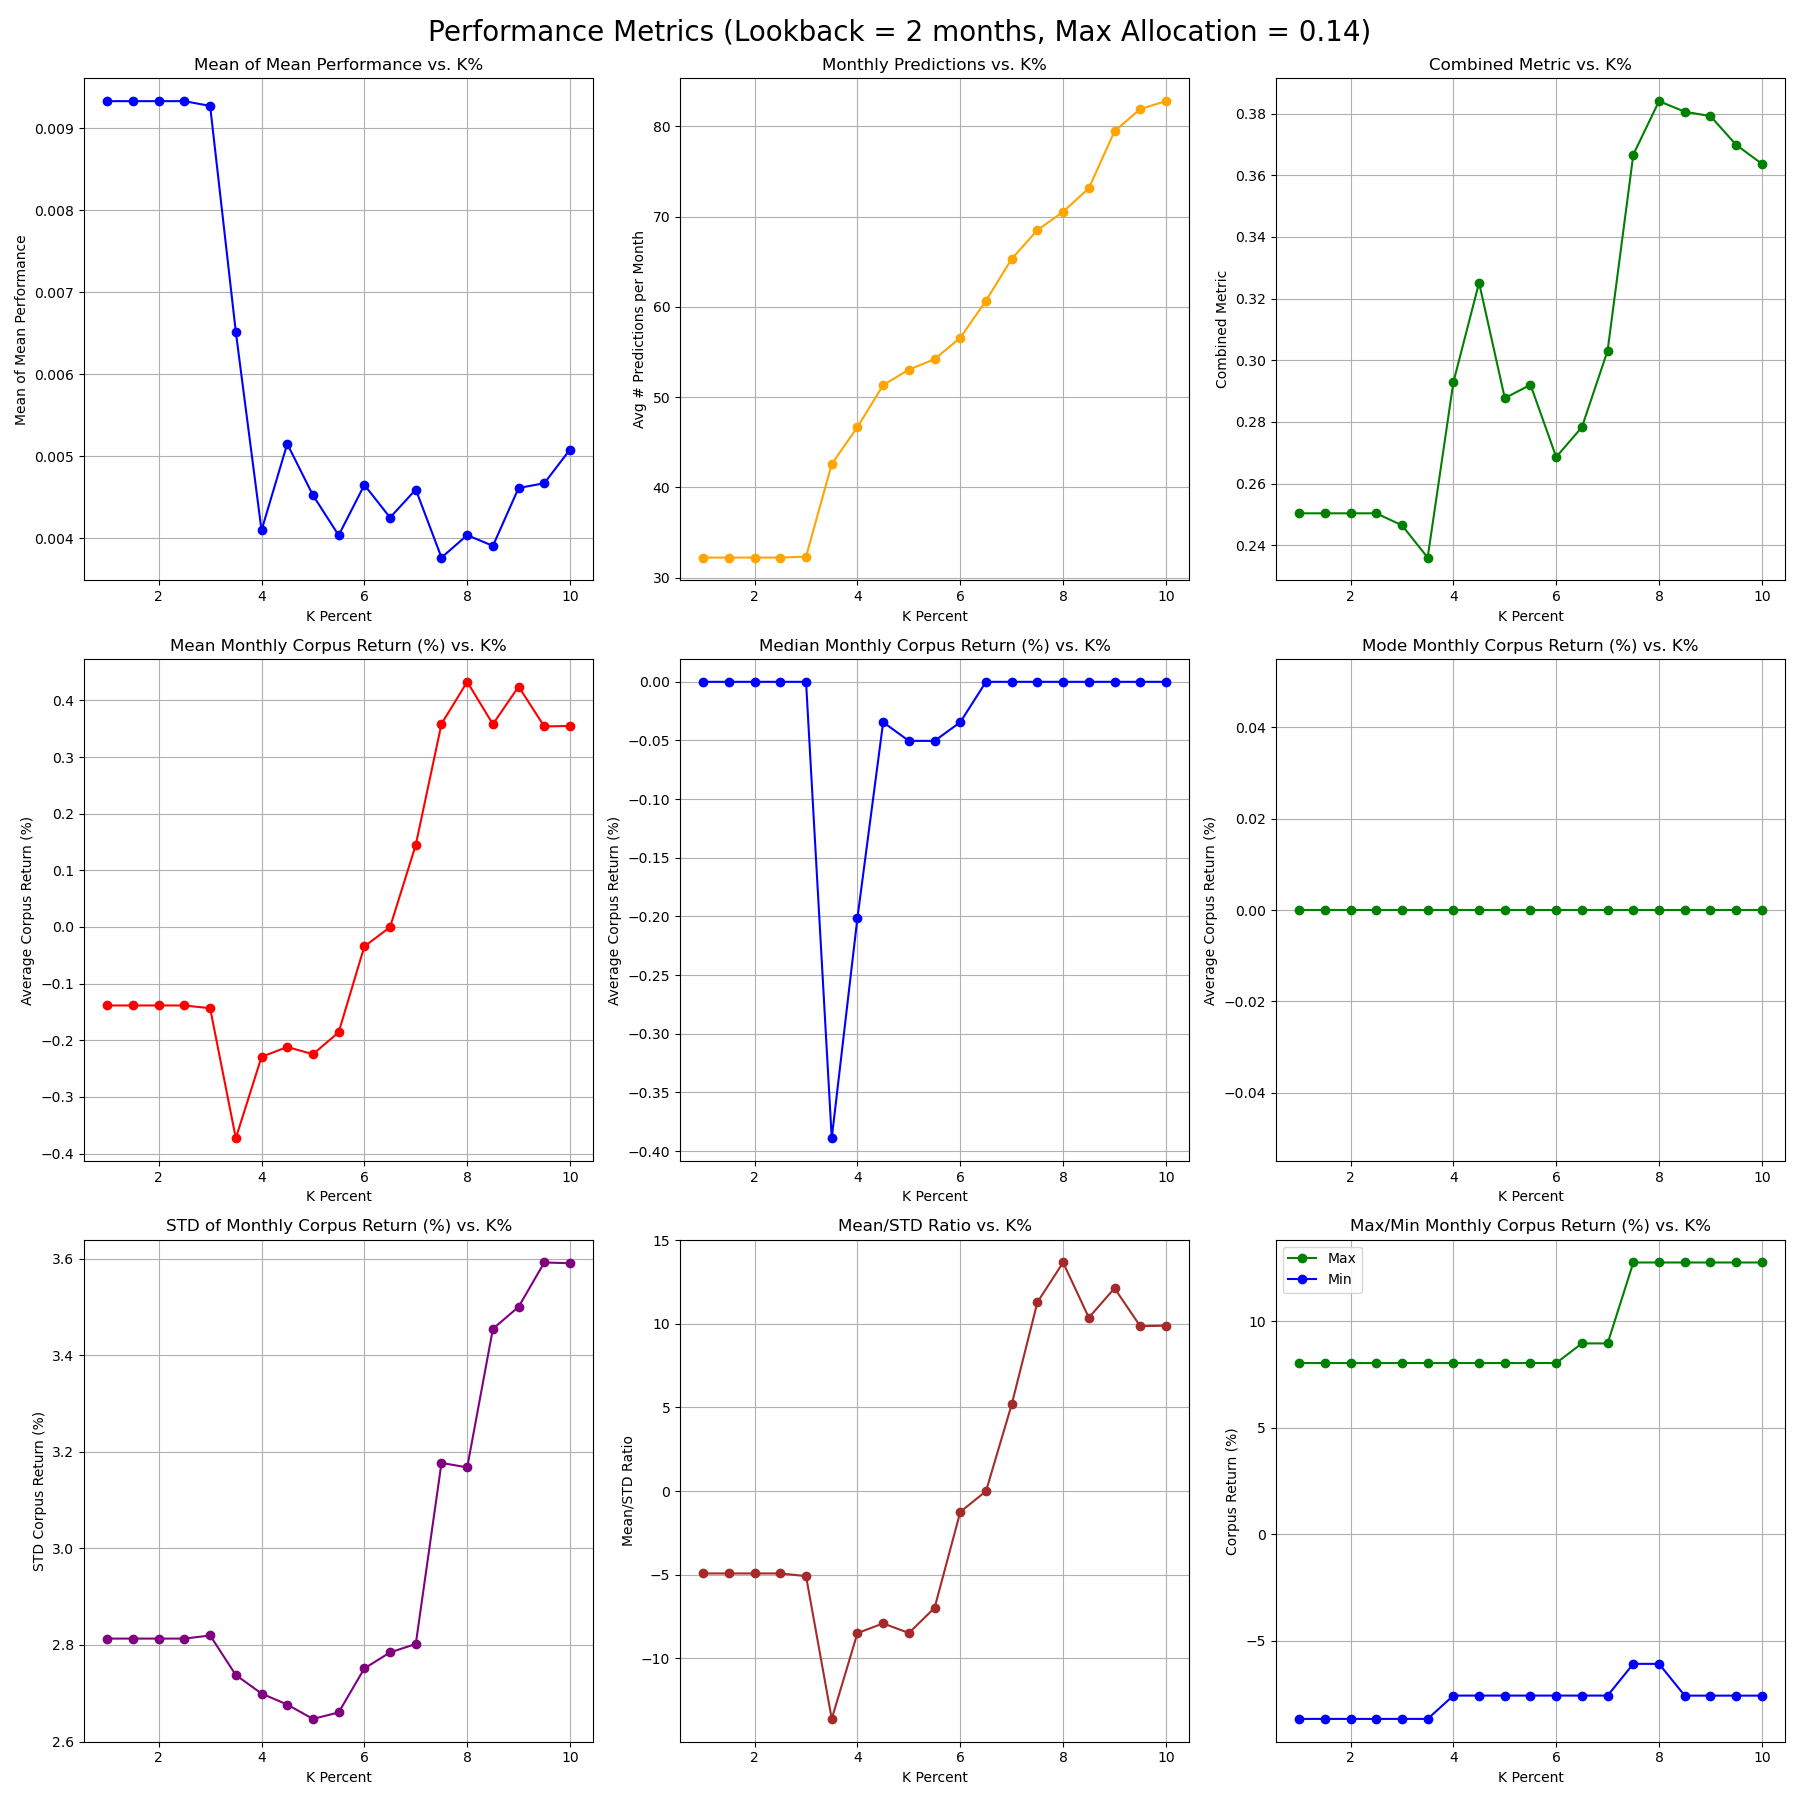 Performance Metrics (Lookback = 2 months, Max Allocation = 0.14)
Mean of Mean Performance vs. K%
Mean of Mean Performance
0.009
0.008
0.007
0.006
0.005
0.004
2 4 6 8 10
K Percent
Monthly Predictions vs. K%
Avg # Predictions per Month
80
70
60
50
40
30
2 4 6 8 10
K Percent
Combined Metric vs. K%
Combined Metric
0.38
0.36
0.34
0.32
0.30
0.28
0.26
0.24
2 4 6 8 10
K Percent
Mean Monthly Corpus Return (%) vs. K%
Average Corpus Return (%)
0.4
0.3
0.2
0.1
0.0
−0.1
−0.2
−0.3
−0.4
2 4 6 8 10
K Percent
Median Monthly Corpus Return (%) vs. K%
Average Corpus Return (%)
0.00
−0.05
−0.10
−0.15
−0.20
−0.25
−0.30
−0.35
−0.40
2 4 6 8 10
K Percent
Mode Monthly Corpus Return (%) vs. K%
Average Corpus Return (%)
0.04
0.02
0.00
−0.02
−0.04
2 4 6 8 10
K Percent
STD of Monthly Corpus Return (%) vs. K%
STD Corpus Return (%)
3.6
3.4
3.2
3.0
2.8
2.6
2 4 6 8 10
K Percent
Mean/STD Ratio vs. K%
Mean/STD Ratio
15
10
5
0
−5
−10
2 4 6 8 10
K Percent
Max/Min Monthly Corpus Return (%) vs. K%
Max
Min
Corpus Return (%)
10
5
0
−5
2 4 6 8 10
K Percent